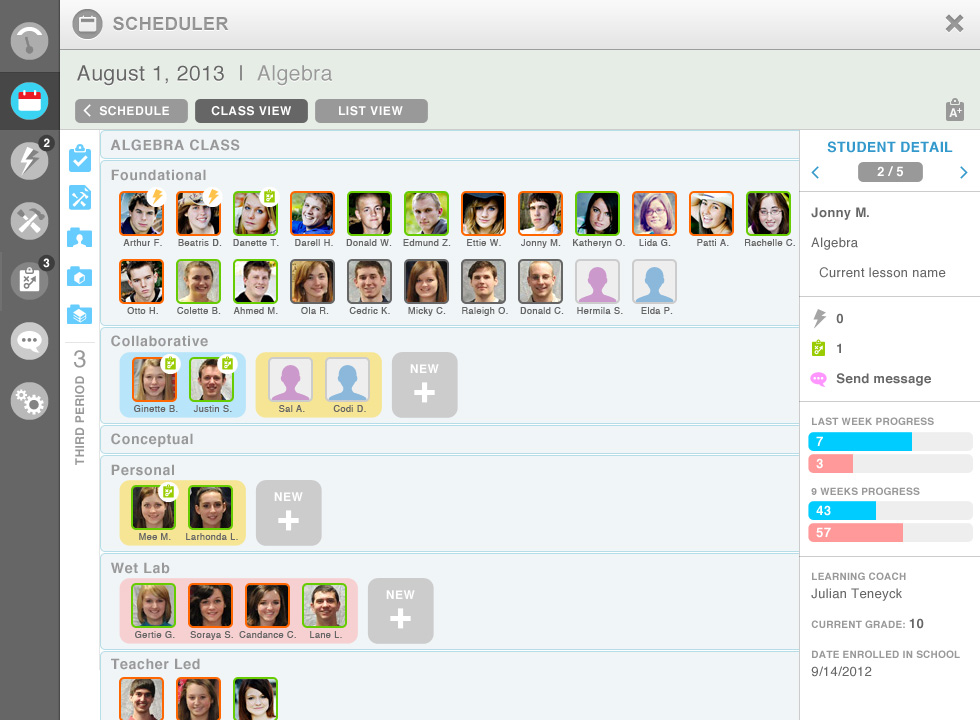 SCHEDULER
August 1, 2013 | Algebra
SCHEDULE
CLASS VIEW
LIST VIEW
A+
2
3
3
THIRD PERIOD
ALGEBRA CLASS
Foundational
Arthur F. Beatris D. Danette T. Darell H. Donald W. Edmund Z. Ettie W. Jonny M. Katheryn O. Lida G. Patti A. Rachelle C.
Otto H. Colette B. Ahmed M. Ola R. Cedric K. Micky C. Raleigh O. Donald C. Hermila S. Elda P.
Collaborative
Ginette B. Justin S. Sal A. Codi D. NEW
Conceptual
Personal
Mee M. Larhonda L. NEW
Wet Lab
Gertie G. Soraya S. Candance C. Lane L. NEW
Teacher Led
STUDENT DETAIL
2 / 5
Jonny M.
Algebra
Current lesson name
0
1
Send message
LAST WEEK PROGRESS
7
3
9 WEEKS PROGRESS
43
57
LEARNING COACH
Julian Teneyck
CURRENT GRADE: 10
DATE ENROLLED IN SCHOOL
9/14/2012